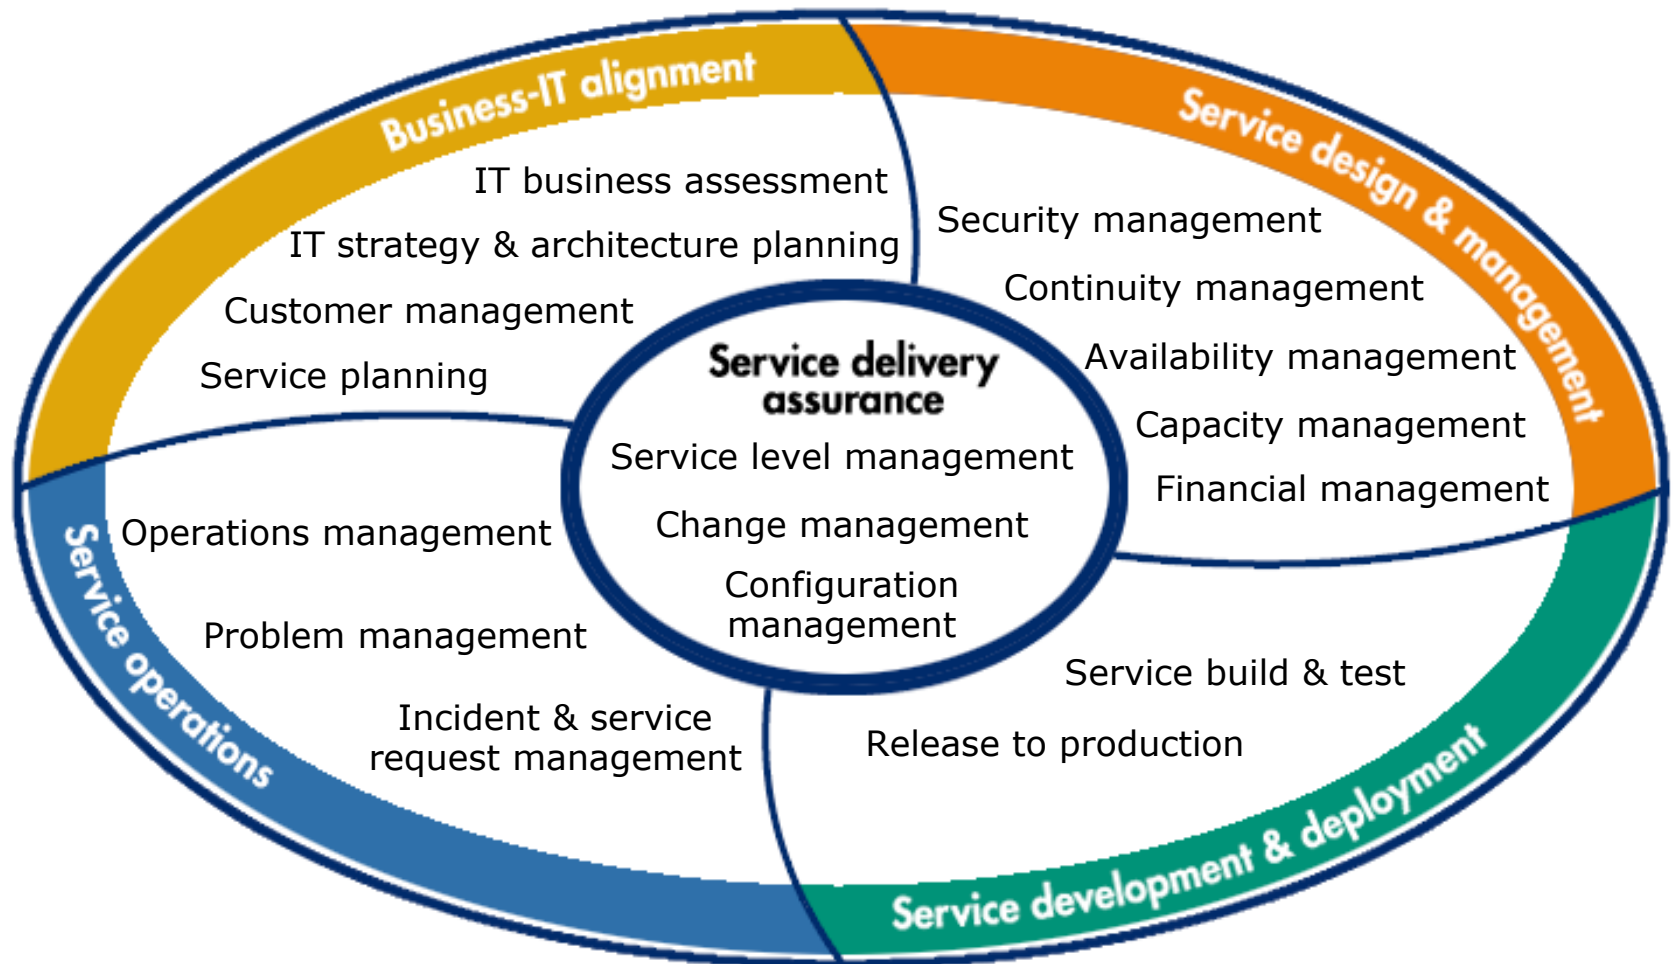 Business-IT alignment
IT business assessment
IT strategy & architecture planning
Customer management
Service planning
Service design & management
Security management
Continuity management
Availability management
Capacity management
Financial management
Service delivery
assurance
Service level management
Change management
Configuration
management
Service operations
Operations management
Problem management
Incident & service
request management
Service development & deployment
Service build & test
Release to production